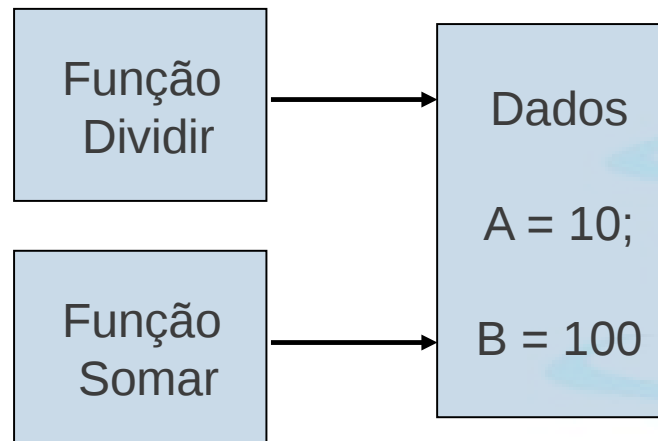 Função
Dividir
Dados
A = 10;
B = 100
Função
Somar